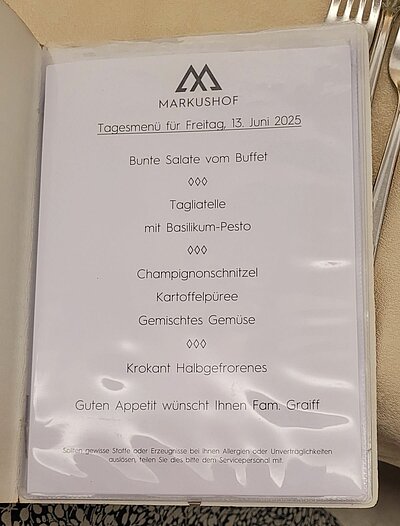 MARKUSHOF
Tagesmenü für Freitag, 13. Juni 2025
Bunte Salate vom Buffet
◊◊◊
Tagliatelle
mit Basilikum-Pesto
◊◊◊
Champignonschnitzel
Kartoffelpüree
Gemischtes Gemüse
◊◊◊
Krokant Halbgefrorenes
Guten Appetit wünscht Ihnen Fam. Graiff
Sollten gewisse Stoffe oder Erzeugnisse bei Ihnen Allergien oder Unverträglichkeiten
auslösen, teilen Sie dies bitte dem Servicepersonal mit.